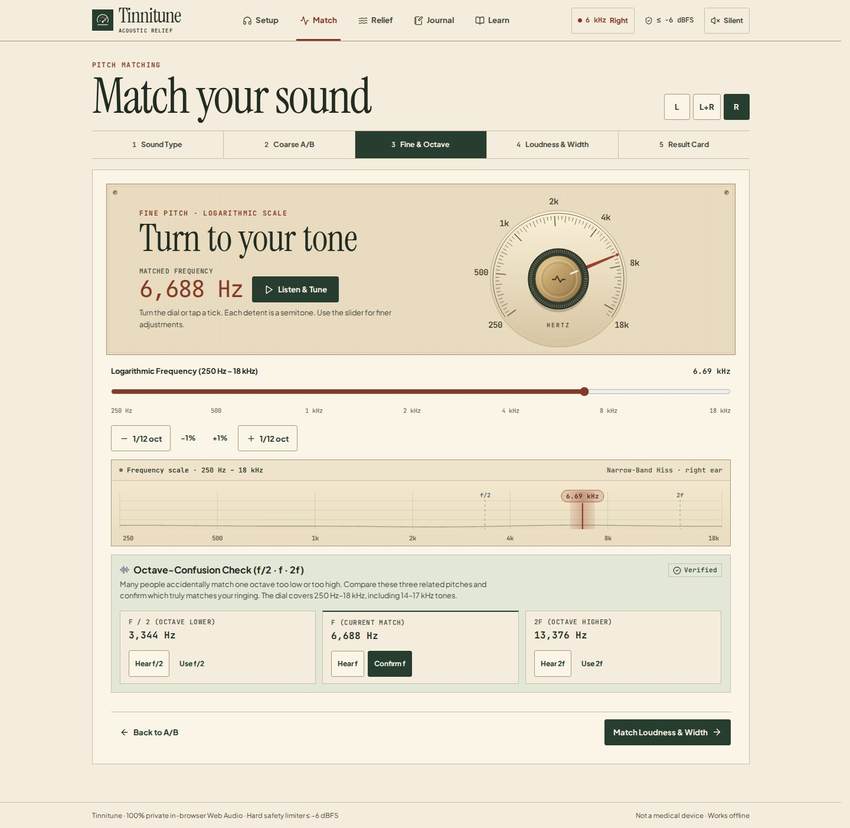 Tinnitune
ACOUSTIC RELIEF
Setup
Match
Relief
Journal
Learn
6 kHz Right
≤ -6 dBFS
Silent
PITCH MATCHING
Match your sound
L
L+R
R
1 Sound Type
2 Coarse A/B
3 Fine & Octave
4 Loudness & Width
5 Result Card
FINE PITCH · LOGARITHMIC SCALE
Turn to your tone
MATCHED FREQUENCY
6,688 Hz
Listen & Tune
Turn the dial or tap a tick. Each detent is a semitone. Use the slider for finer
adjustments.
250
500
1k
2k
4k
8k
18k
HERTZ
Logarithmic Frequency (250 Hz – 18 kHz)
6.69 kHz
250 Hz
500
1 kHz
2 kHz
4 kHz
8 kHz
18 kHz
− 1/12 oct
-1%
+1%
+ 1/12 oct
Frequency scale · 250 Hz – 18 kHz
Narrow-Band Hiss · right ear
f/2
6.69 kHz
2f
250
500
1k
2k
4k
8k
18k
Octave-Confusion Check (f/2 · f · 2f)
Verified
Many people accidentally match one octave too low or too high. Compare these three related pitches and
confirm which truly matches your ringing. The dial covers 250 Hz–18 kHz, including 14–17 kHz tones.
F / 2 (OCTAVE LOWER)
3,344 Hz
Hear f/2
Use f/2
F (CURRENT MATCH)
6,688 Hz
Hear f
Confirm f
2F (OCTAVE HIGHER)
13,376 Hz
Hear 2f
Use 2f
← Back to A/B
Match Loudness & Width →
Tinnitune · 100% private in-browser Web Audio · Hard safety limiter ≤ −6 dBFS
Not a medical device · Works offline